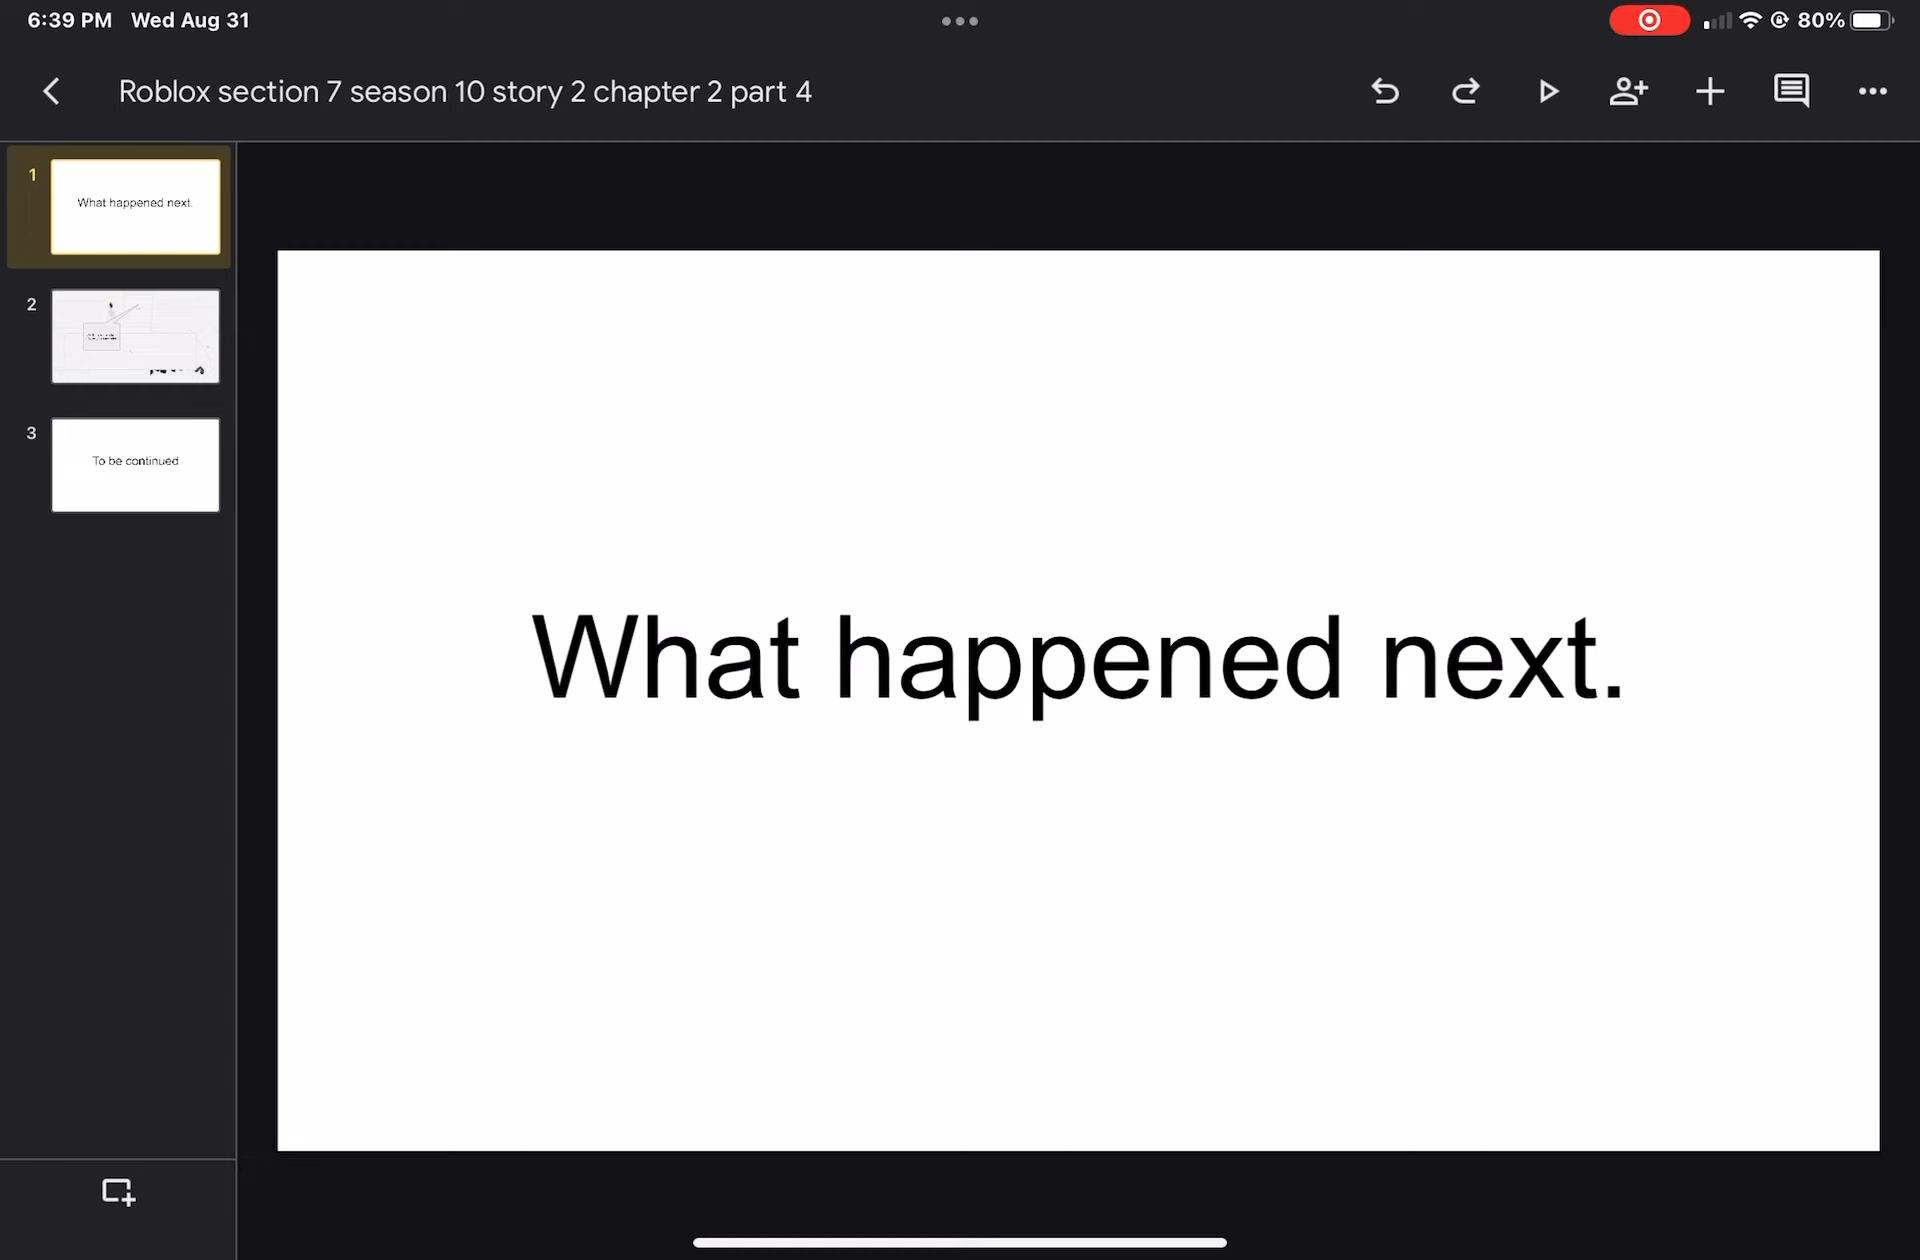 6:39 PM Wed Aug 31
80%
Roblox section 7 season 10 story 2 chapter 2 part 4
1
What happened next.
2
3
To be continued
What happened next.